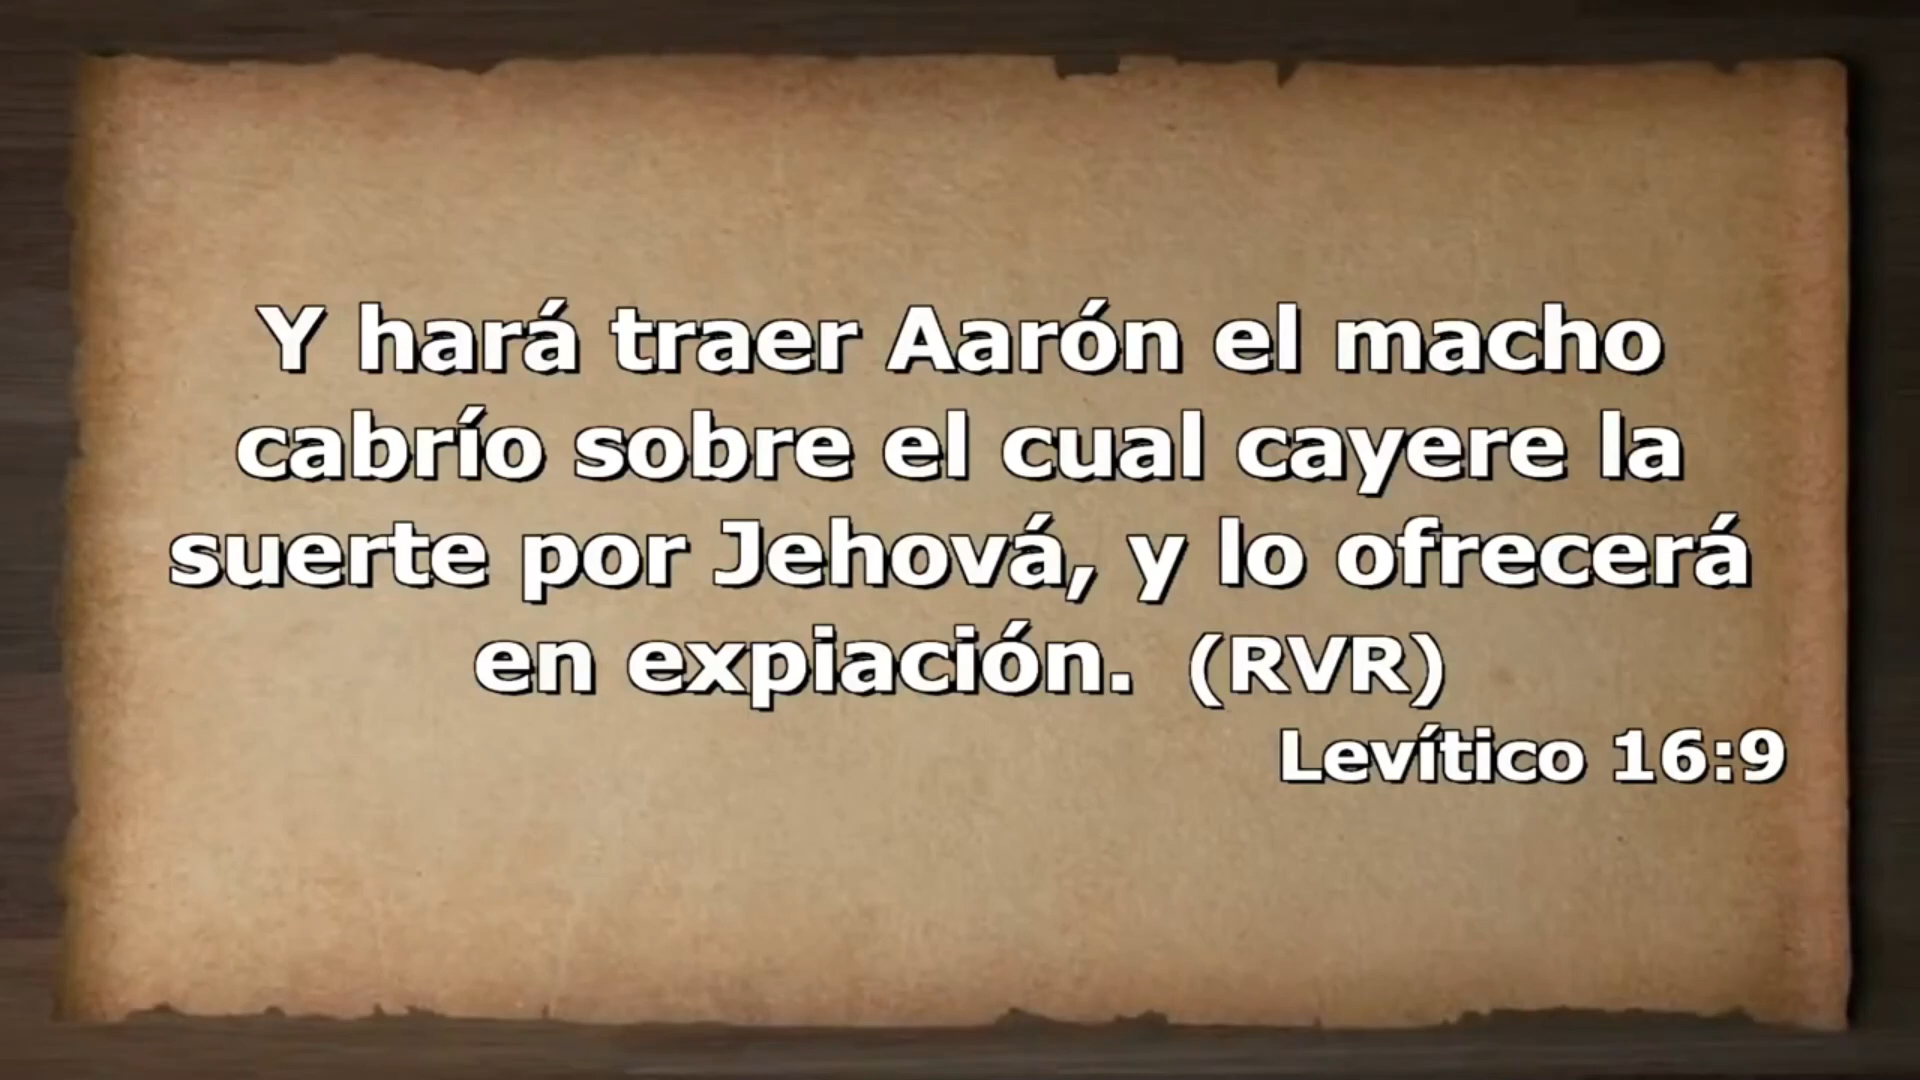 Y hará traer Aarón el macho
cabrío sobre el cual cayere la
suerte por Jehová, y lo ofrecerá
en expiación. (RVR)
Levítico 16:9